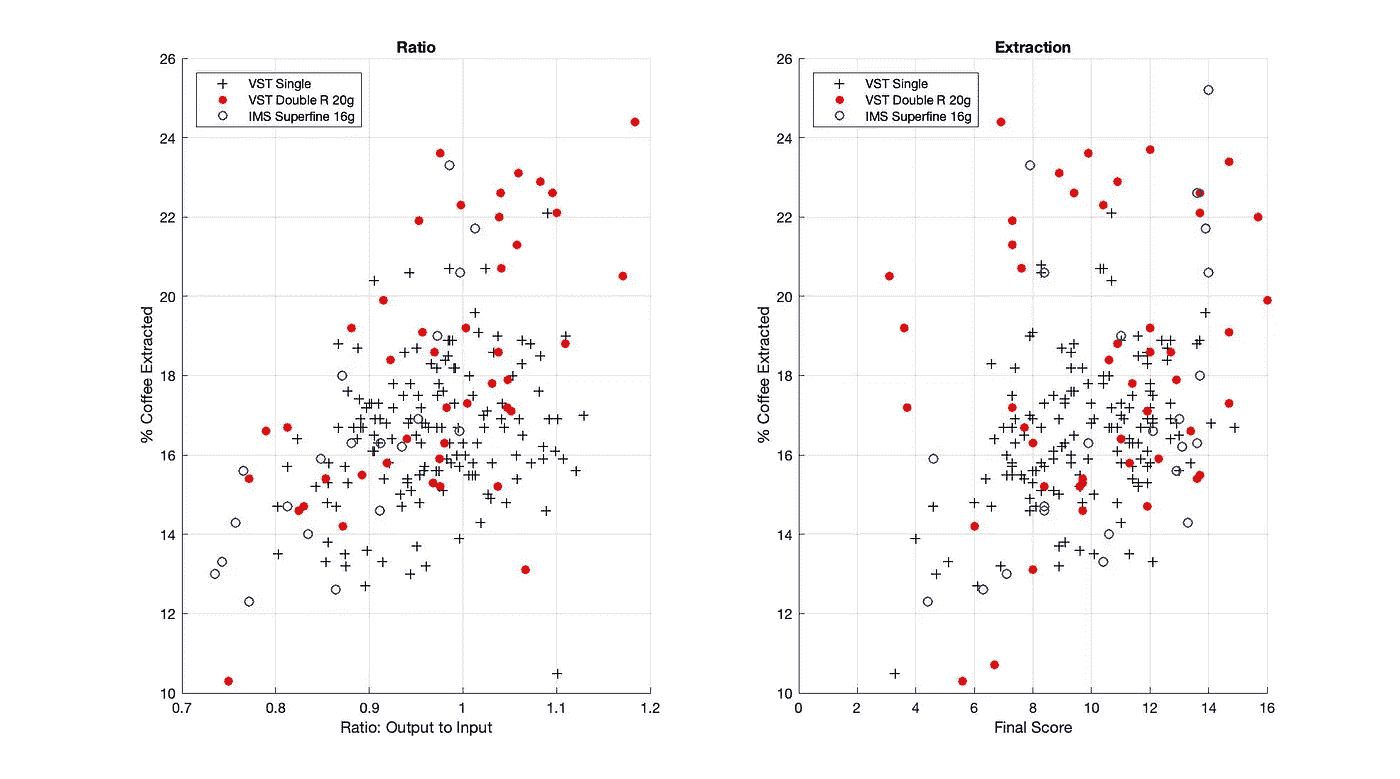 Ratio
26
24
22
20
18
16
14
12
10
% Coffee Extracted
VST Single
VST Double R 20g
IMS Superfine 16g
0.7 0.8 0.9 1 1.1 1.2
Ratio: Output to Input
Extraction
26
24
22
20
18
16
14
12
10
% Coffee Extracted
VST Single
VST Double R 20g
IMS Superfine 16g
0 2 4 6 8 10 12 14 16
Final Score